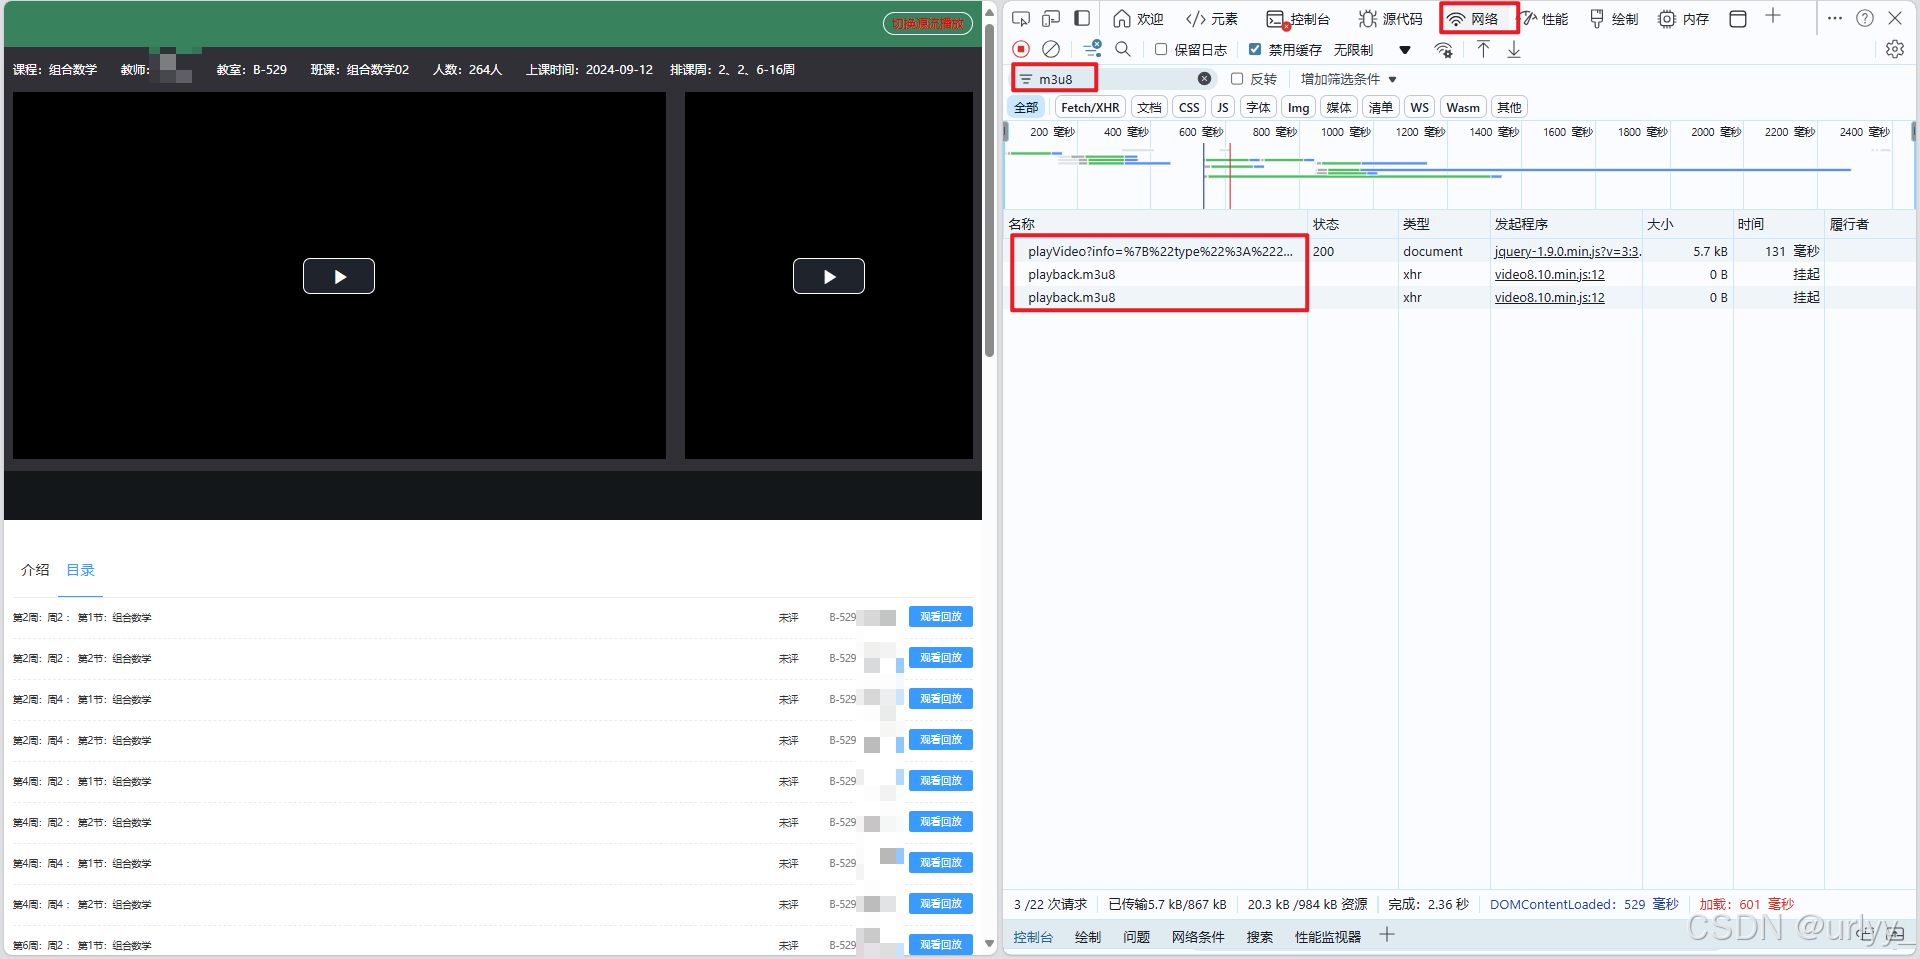 切换源流播放
课程：组合数学 教师： 教室：B-529 班课：组合数学02 人数：264人 上课时间：2024-09-12 排课周：2、2、6-16周
介绍 目录
第2周：周2 ： 第1节：组合数学 未评 B-529 观看回放
第2周：周2 ： 第2节：组合数学 未评 B-529 观看回放
第2周：周4 ： 第1节：组合数学 未评 B-529 观看回放
第2周：周4 ： 第2节：组合数学 未评 B-529 观看回放
第4周：周2 ： 第1节：组合数学 未评 B-529 观看回放
第4周：周2 ： 第2节：组合数学 未评 B-529 观看回放
第4周：周4 ： 第1节：组合数学 未评 B-529 观看回放
第4周：周4 ： 第2节：组合数学 未评 B-529 观看回放
第6周：周2 ： 第1节：组合数学 未评 B-529 观看回放
欢迎 元素 控制台 源代码 网络 性能 绘制 内存
保留日志 禁用缓存 无限制
m3u8 反转 增加筛选条件
全部 Fetch/XHR 文档 CSS JS 字体 Img 媒体 清单 WS Wasm 其他
200 毫秒 400 毫秒 600 毫秒 800 毫秒 1000 毫秒 1200 毫秒 1400 毫秒 1600 毫秒 1800 毫秒 2000 毫秒 2200 毫秒 2400 毫秒
名称 状态 类型 发起程序 大小 时间 履行者
playVideo?info=%7B%22type%22%3A%222... 200 document jquery-1.9.0.min.js?v=3:3. 5.7 kB 131 毫秒
playback.m3u8 xhr video8.10.min.js:12 0 B 挂起
playback.m3u8 xhr video8.10.min.js:12 0 B 挂起
3 /22 次请求 已传输5.7 kB/867 kB 20.3 kB /984 kB 资源 完成：2.36 秒 DOMContentLoaded：529 毫秒 加载：601 毫秒
控制台 绘制 问题 网络条件 搜索 性能监视器
CSDN @urlyy_